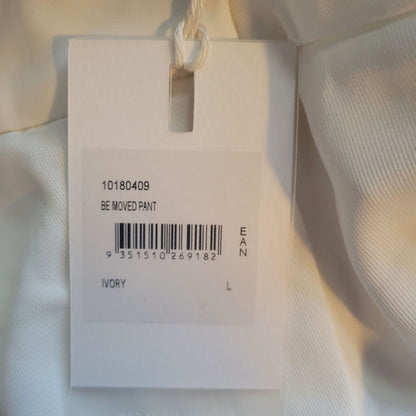 10180409
BE MOVED PANT
EAN
9 351510 269182
IVORY L